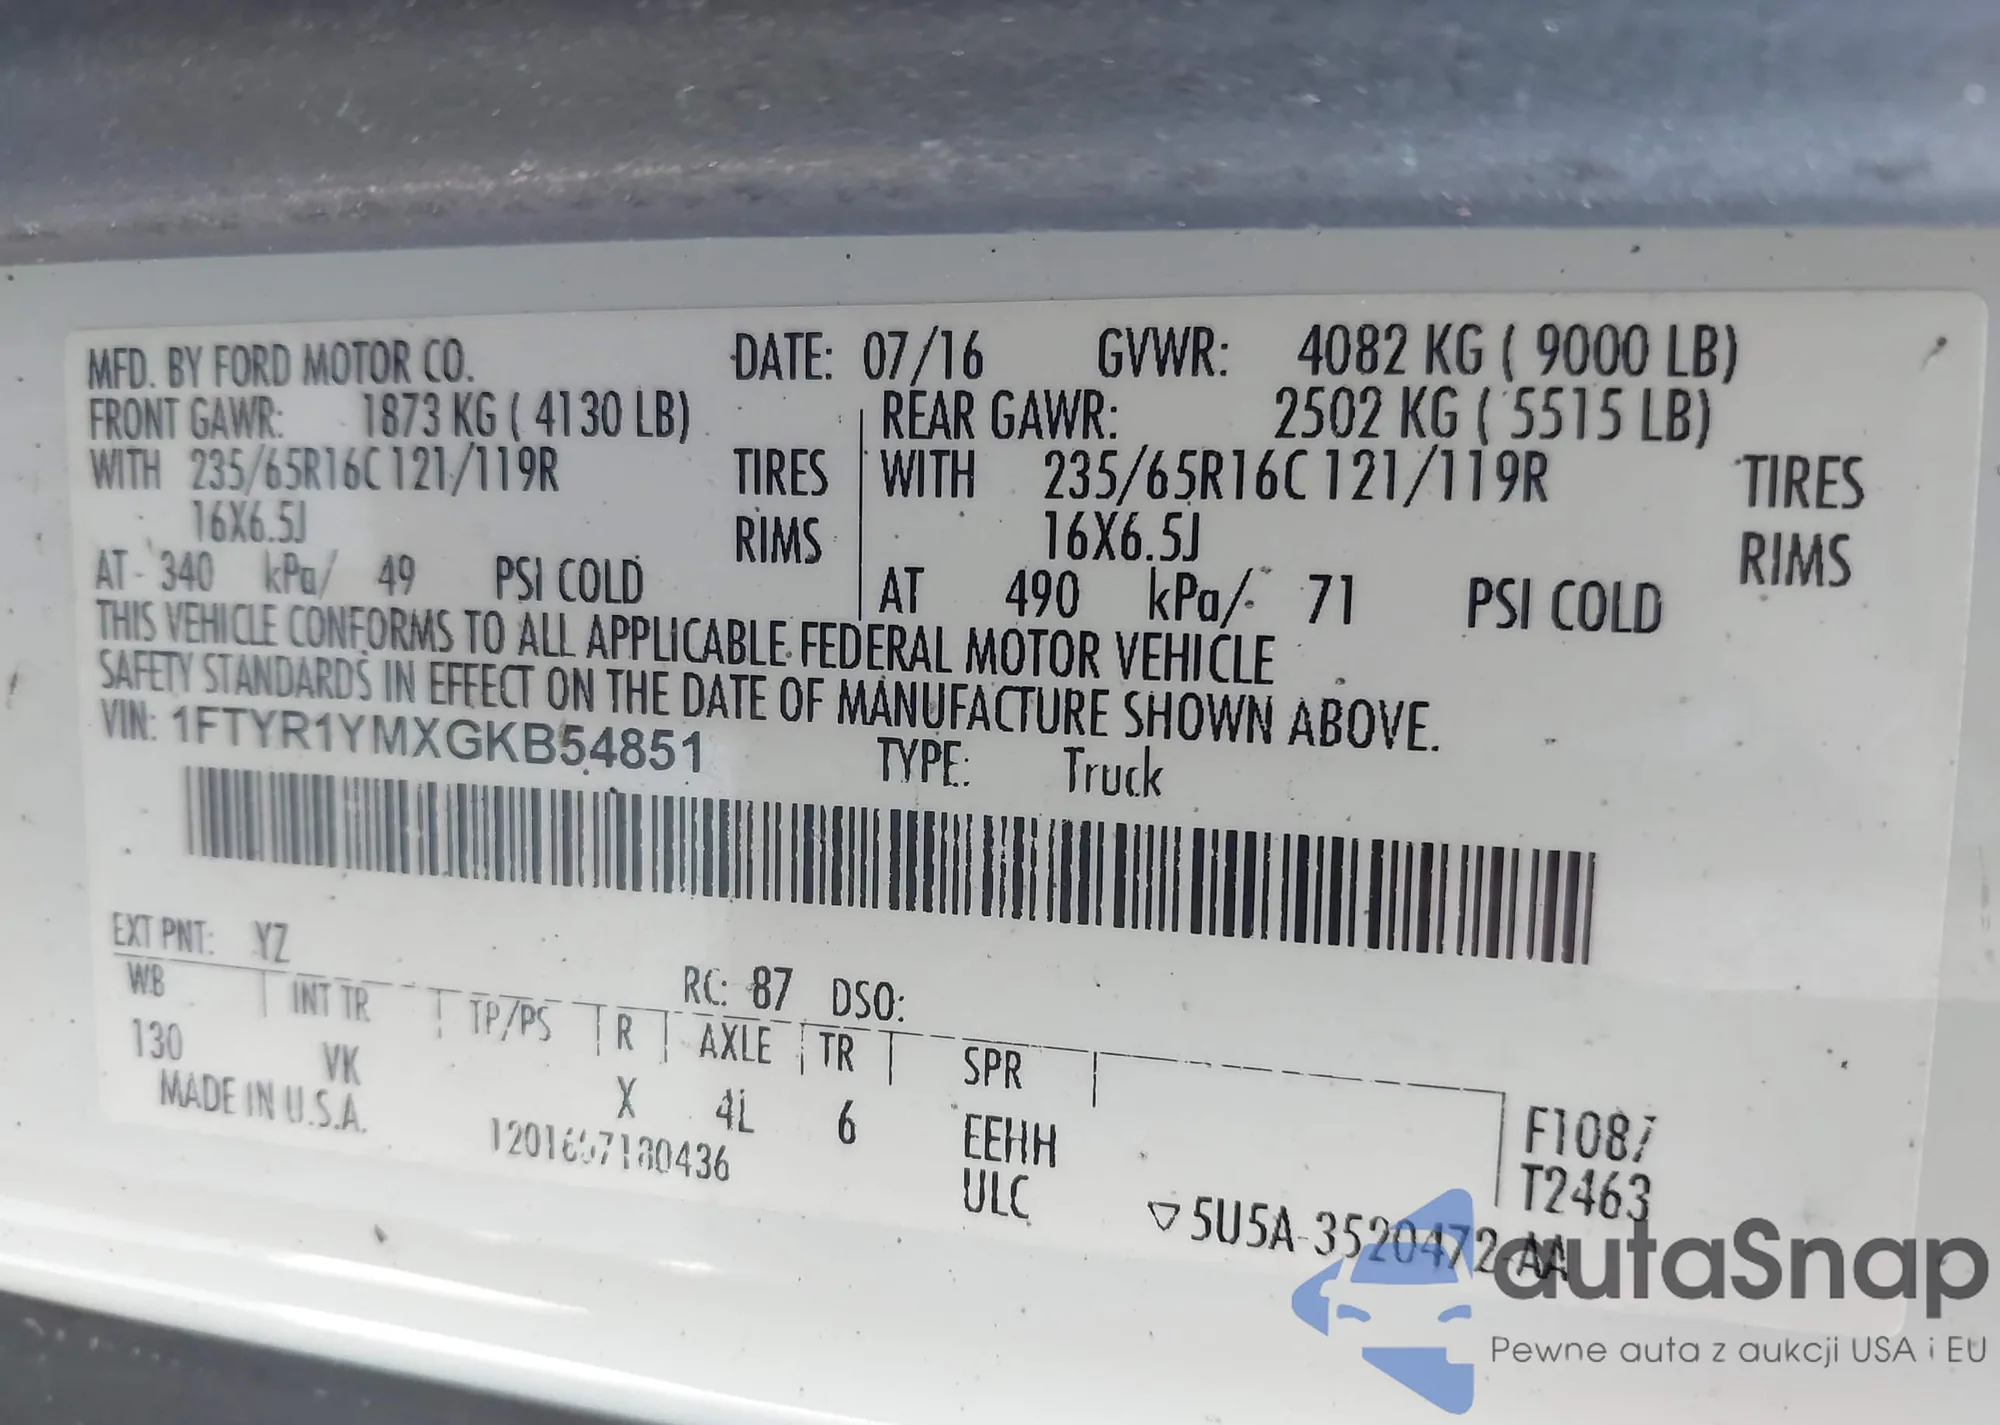 MFD. BY FORD MOTOR CO. DATE: 07/16 GVWR: 4082 KG ( 9000 LB)
FRONT GAWR: 1873 KG ( 4130 LB) REAR GAWR: 2502 KG ( 5515 LB)
WITH 235/65R16C 121/119R TIRES WITH 235/65R16C 121/119R TIRES
16X6.5J RIMS 16X6.5J RIMS
AT 340 kPa/ 49 PSI COLD AT 490 kPa/ 71 PSI COLD
THIS VEHICLE CONFORMS TO ALL APPLICABLE FEDERAL MOTOR VEHICLE
SAFETY STANDARDS IN EFFECT ON THE DATE OF MANUFACTURE SHOWN ABOVE.
VIN: 1FTYR1YMXGKB54851 TYPE: Truck
EXT PNT: YZ RC: 87 DSO:
WB INT TR TP/PS R AXLE TR SPR
130 VK X 4L 6 EEHH F1087
MADE IN U.S.A. ULC T2463
▽5U5A-3520472-AA
autaSnap
Pewne auta z aukcji USA i EU